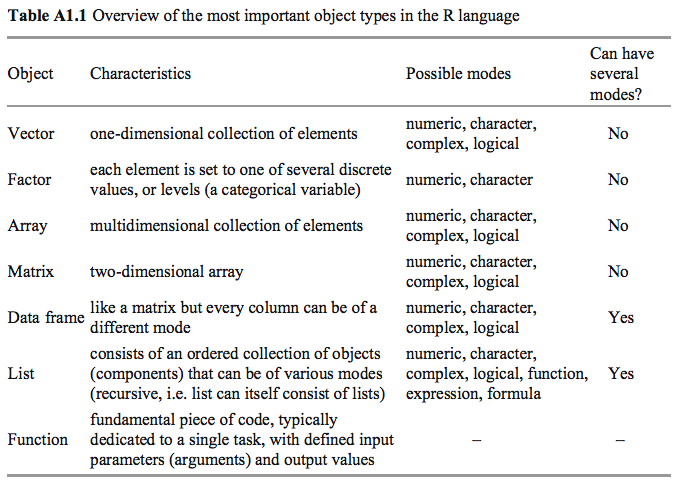 Table A1.1 Overview of the most important object types in the R language
Object Characteristics Possible modes Can have several modes?
Vector one-dimensional collection of elements numeric, character, complex, logical No
Factor each element is set to one of several discrete values, or levels (a categorical variable) numeric, character No
Array multidimensional collection of elements numeric, character, complex, logical No
Matrix two-dimensional array numeric, character, complex, logical No
Data frame like a matrix but every column can be of a different mode numeric, character, complex, logical Yes
List consists of an ordered collection of objects (components) that can be of various modes (recursive, i.e. list can itself consist of lists) numeric, character, complex, logical, function, expression, formula Yes
Function fundamental piece of code, typically dedicated to a single task, with defined input parameters (arguments) and output values – –